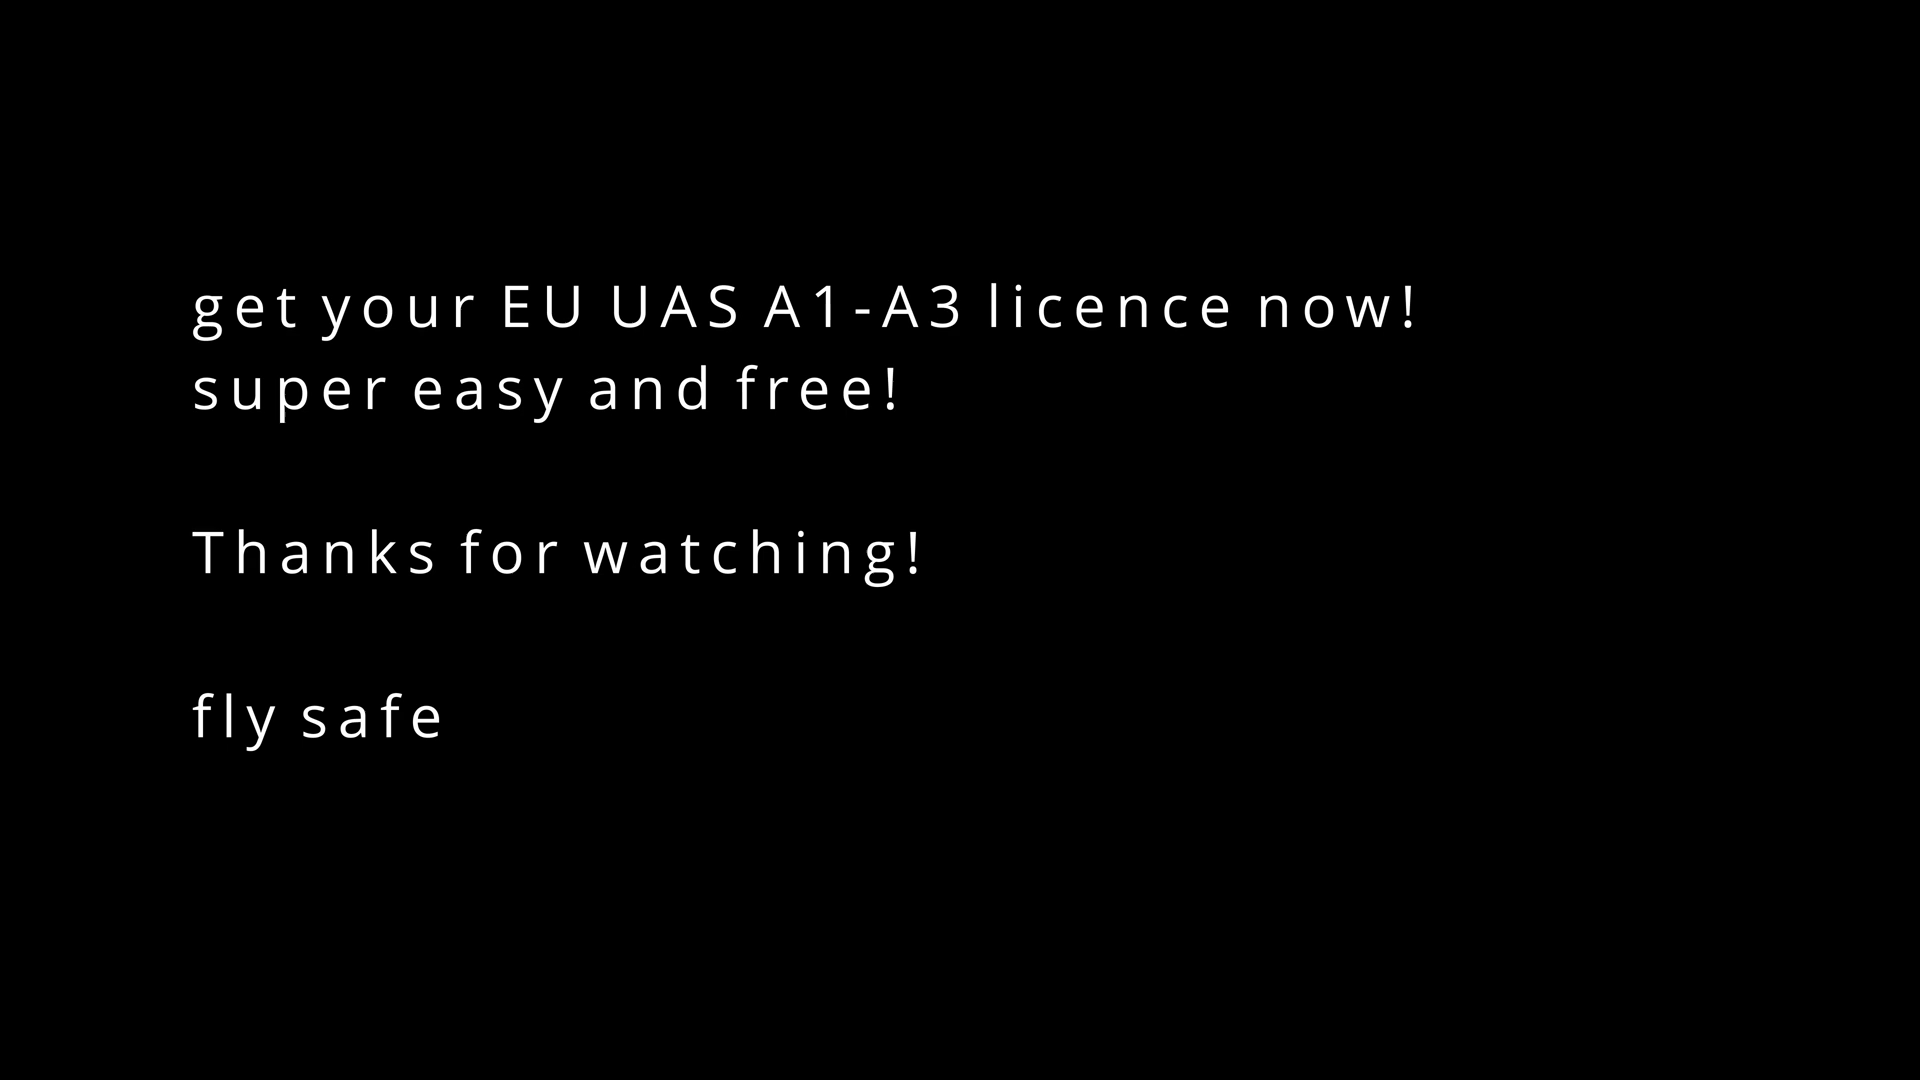 get your EU UAS A1-A3 licence now!
super easy and free!
Thanks for watching!
fly safe